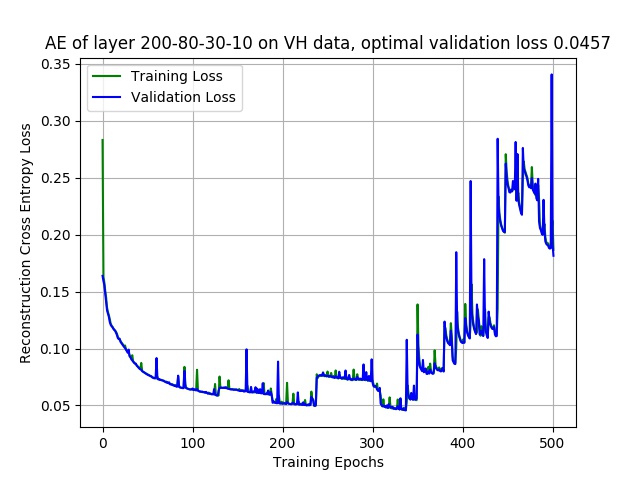 AE of layer 200-80-30-10 on VH data, optimal validation loss 0.0457
Training Loss
Validation Loss
Reconstruction Cross Entropy Loss
0.35
0.30
0.25
0.20
0.15
0.10
0.05
0 100 200 300 400 500
Training Epochs